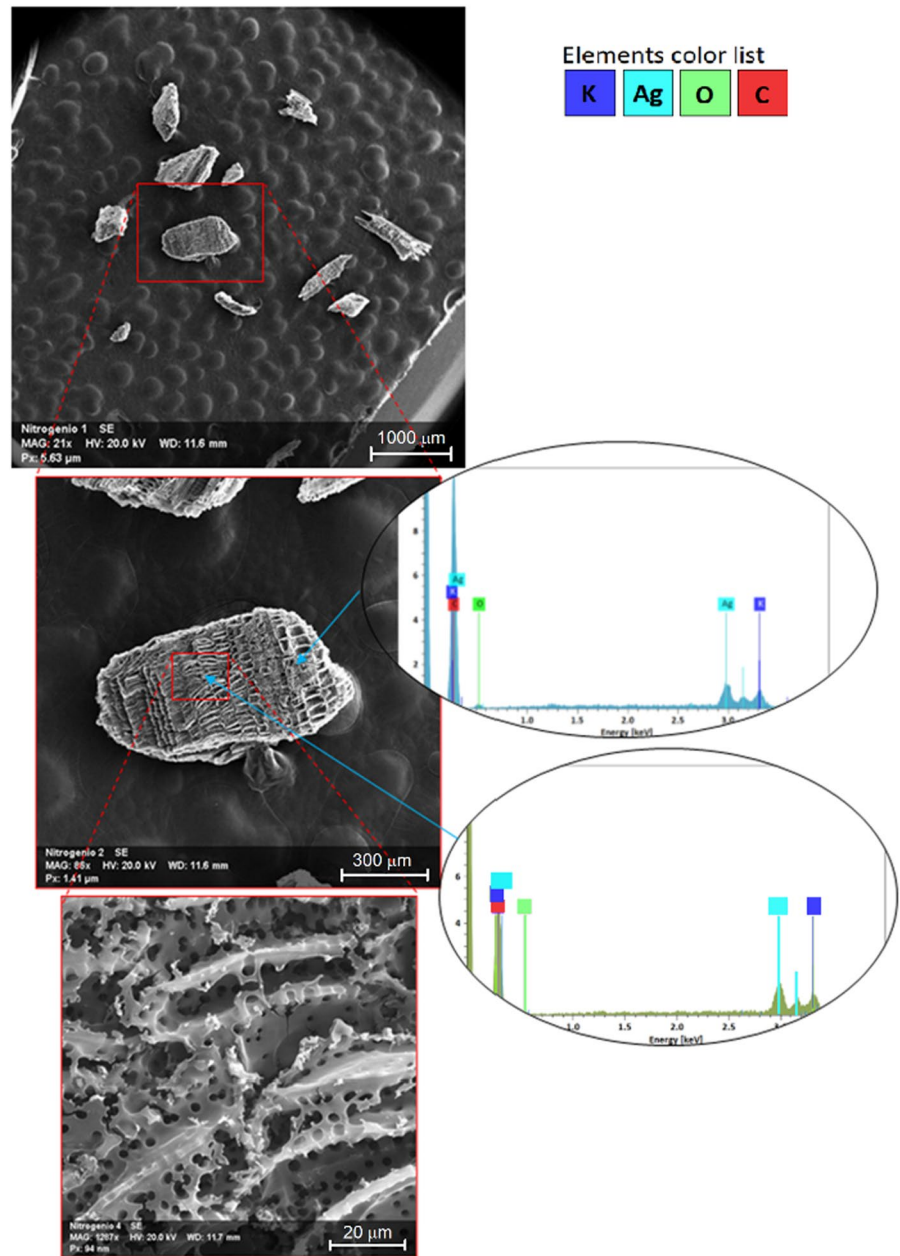 Elements color list
K Ag O C
Nitrogenio 1 SE
MAG: 21x HV: 20.0 kV WD: 11.6 mm
Px: 5.63 µm
1000 µm
8
6
4
2
Ag
K
C
O
Ag
K
1.0 1.5 2.0 2.5 3.0
Energy [keV]
Nitrogenio 2 SE
MAG: 86x HV: 20.0 kV WD: 11.6 mm
Px: 1.41 µm
300 µm
6
4
1.0 1.5 2.0 2.5
Energy [keV]
Nitrogenio 4 SE
MAG: 1267x HV: 20.0 kV WD: 11.7 mm
Px: 94 nm
20 µm